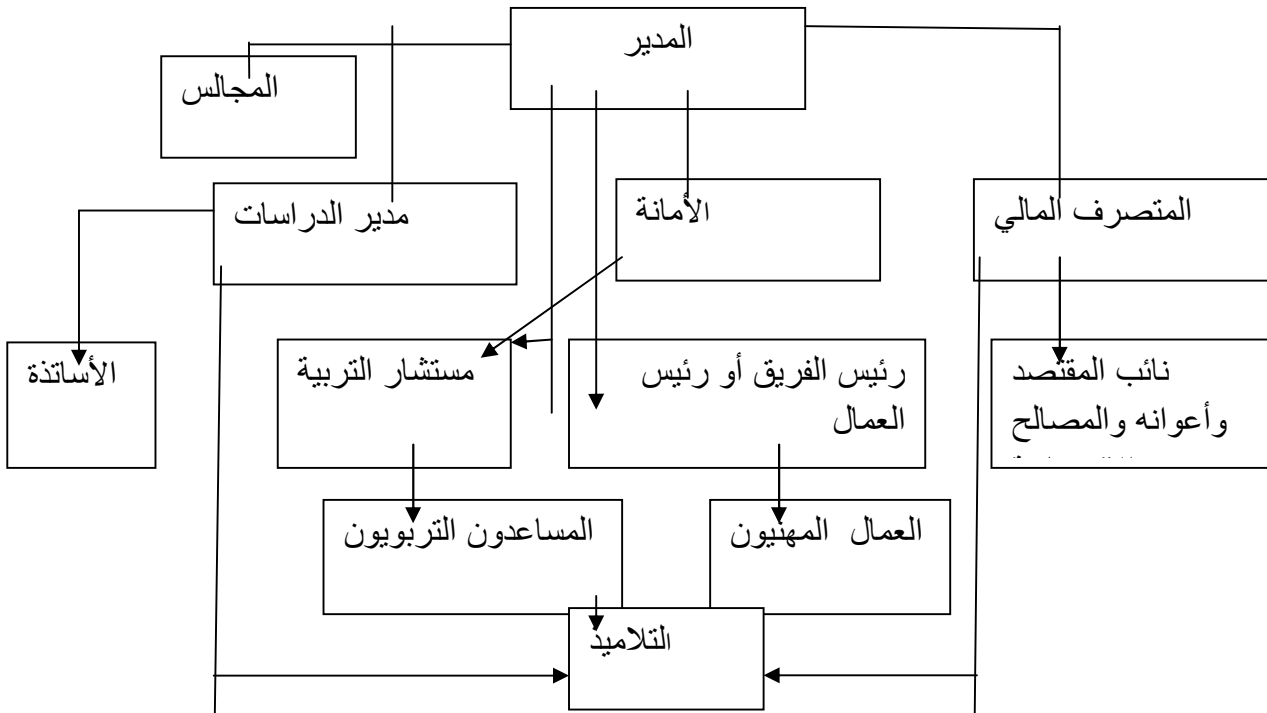 المدير
المجالس
المتصرف المالي
الأمانة
مدير الدراسات
نائب المقتصد
وأعوانه والمصالح
رئيس الفريق أو رئيس
العمال
مستشار التربية
الأساتذة
العمال المهنيون
المساعدون التربويون
التلاميذ